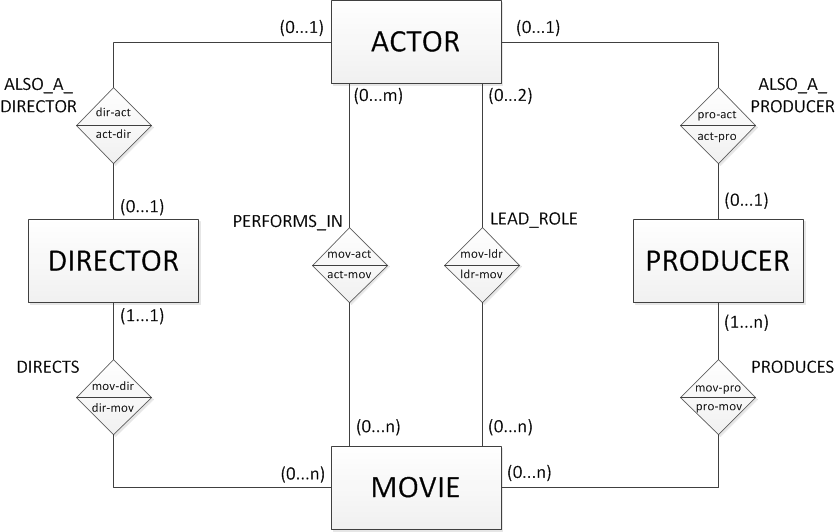 (0...1)
ACTOR
(0...1)
ALSO_A_
DIRECTOR
dir-act
act-dir
(0...m)
(0...2)
ALSO_A_
PRODUCER
pro-act
act-pro
(0...1)
PERFORMS_IN
LEAD_ROLE
(0...1)
DIRECTOR
mov-act
act-mov
mov-ldr
ldr-mov
PRODUCER
(1...1)
(1...n)
DIRECTS
mov-dir
dir-mov
PRODUCES
mov-pro
pro-mov
(0...n)
(0...n)
(0...n)
MOVIE
(0...n)